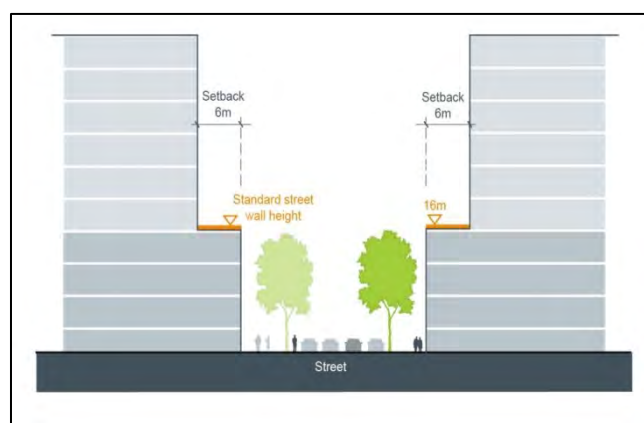 Setback
6m
Setback
6m
Standard street
wall height
16m
Street